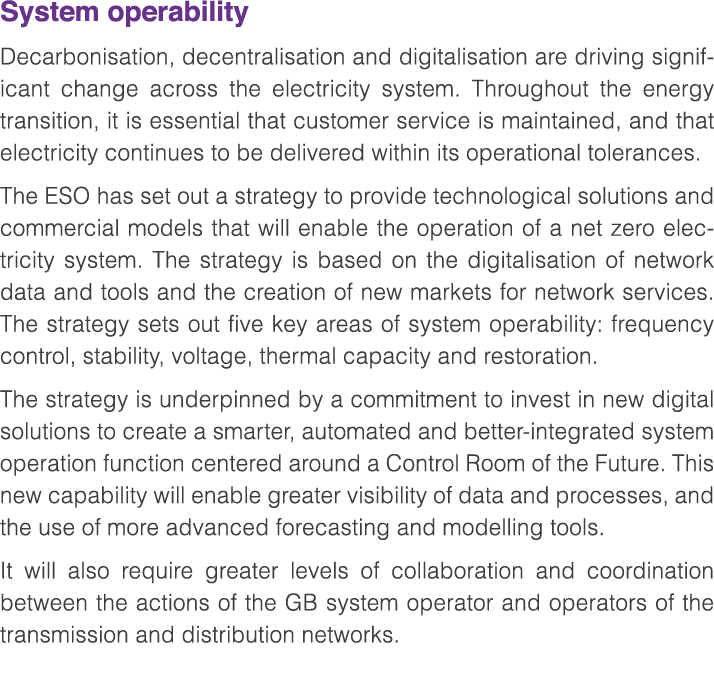 System operability
Decarbonisation, decentralisation and digitalisation are driving signif-
icant change across the electricity system. Throughout the energy
transition, it is essential that customer service is maintained, and that
electricity continues to be delivered within its operational tolerances.
The ESO has set out a strategy to provide technological solutions and
commercial models that will enable the operation of a net zero elec-
tricity system. The strategy is based on the digitalisation of network
data and tools and the creation of new markets for network services.
The strategy sets out five key areas of system operability: frequency
control, stability, voltage, thermal capacity and restoration.
The strategy is underpinned by a commitment to invest in new digital
solutions to create a smarter, automated and better-integrated system
operation function centered around a Control Room of the Future. This
new capability will enable greater visibility of data and processes, and
the use of more advanced forecasting and modelling tools.
It will also require greater levels of collaboration and coordination
between the actions of the GB system operator and operators of the
transmission and distribution networks.